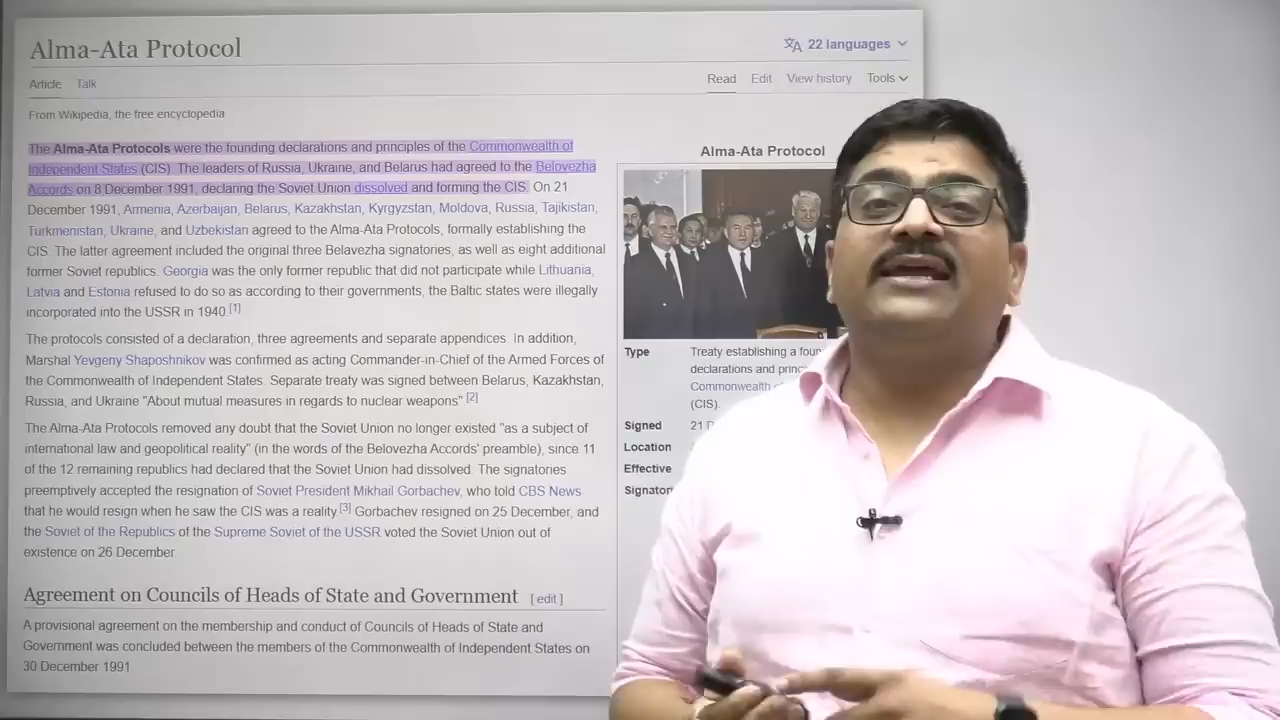 Alma-Ata Protocol
22 languages
Article Talk
Read Edit View history Tools
From Wikipedia, the free encyclopedia
The Alma-Ata Protocols were the founding declarations and principles of the Commonwealth of
Independent States (CIS). The leaders of Russia, Ukraine, and Belarus had agreed to the Belovezha
Accords on 8 December 1991, declaring the Soviet Union dissolved and forming the CIS. On 21
December 1991, Armenia, Azerbaijan, Belarus, Kazakhstan, Kyrgyzstan, Moldova, Russia, Tajikistan,
Turkmenistan, Ukraine, and Uzbekistan agreed to the Alma-Ata Protocols, formally establishing the
CIS. The latter agreement included the original three Belavezha signatories, as well as eight additional
former Soviet republics. Georgia was the only former republic that did not participate while Lithuania,
Latvia and Estonia refused to do so as according to their governments, the Baltic states were illegally
incorporated into the USSR in 1940.[1]
The protocols consisted of a declaration, three agreements and separate appendices. In addition,
Marshal Yevgeny Shaposhnikov was confirmed as acting Commander-in-Chief of the Armed Forces of
the Commonwealth of Independent States. Separate treaty was signed between Belarus, Kazakhstan,
Russia, and Ukraine "About mutual measures in regards to nuclear weapons" [2]
The Alma-Ata Protocols removed any doubt that the Soviet Union no longer existed "as a subject of
international law and geopolitical reality" (in the words of the Belovezha Accords' preamble), since 11
of the 12 remaining republics had declared that the Soviet Union had dissolved. The signatories
preemptively accepted the resignation of Soviet President Mikhail Gorbachev, who told CBS News
that he would resign when he saw the CIS was a reality.[3] Gorbachev resigned on 25 December, and
the Soviet of the Republics of the Supreme Soviet of the USSR voted the Soviet Union out of
existence on 26 December.
Agreement on Councils of Heads of State and Government [ edit ]
A provisional agreement on the membership and conduct of Councils of Heads of State and
Government was concluded between the members of the Commonwealth of Independent States on
30 December 1991
Alma-Ata Protocol
Type Treaty establishing a
declarations and
Commonwealth
(CIS).
Signed 21
Location
Effective